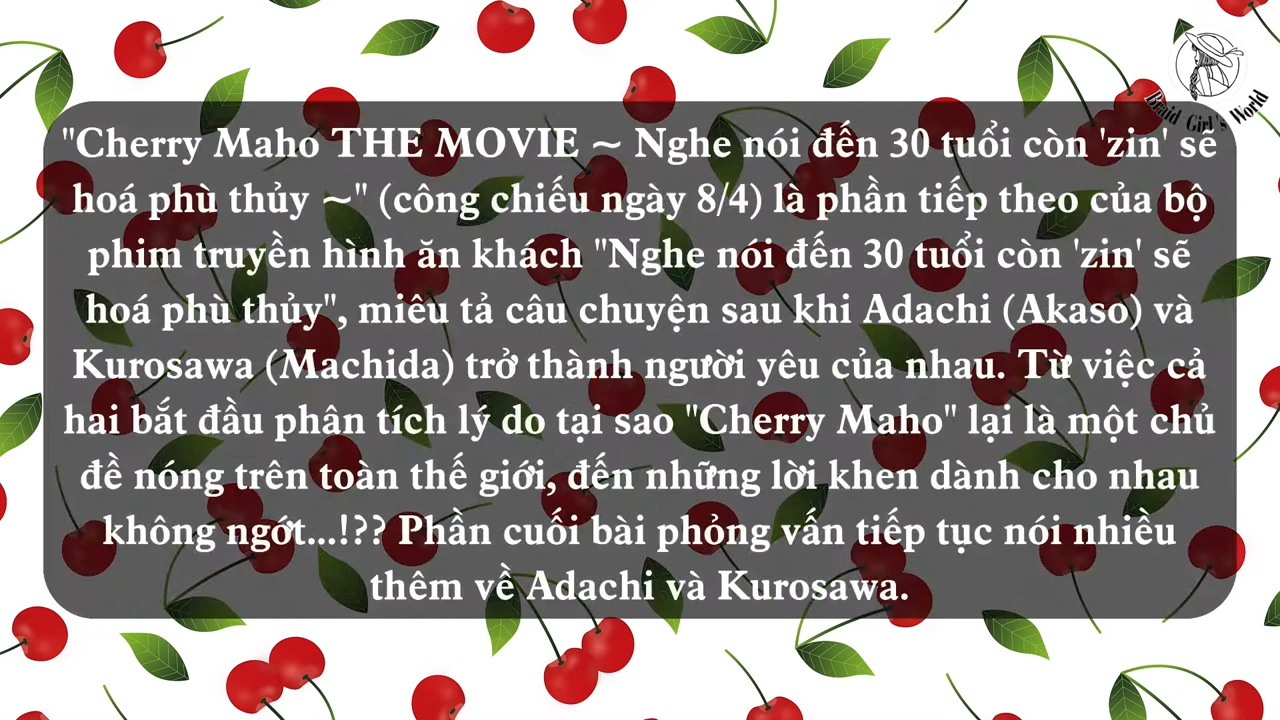 "Cherry Maho THE MOVIE ~ Nghe nói đến 30 tuổi còn 'zin' sẽ
hoá phù thủy ~" (công chiếu ngày 8/4) là phần tiếp theo của bộ
phim truyền hình ăn khách "Nghe nói đến 30 tuổi còn 'zin' sẽ
hoá phù thủy", miêu tả câu chuyện sau khi Adachi (Akaso) và
Kurosawa (Machida) trở thành người yêu của nhau. Từ việc cả
hai bắt đầu phân tích lý do tại sao "Cherry Maho" lại là một chủ
đề nóng trên toàn thế giới, đến những lời khen dành cho nhau
không ngớt...!?? Phần cuối bài phỏng vấn tiếp tục nói nhiều
thêm về Adachi và Kurosawa.
Braid Girl's World